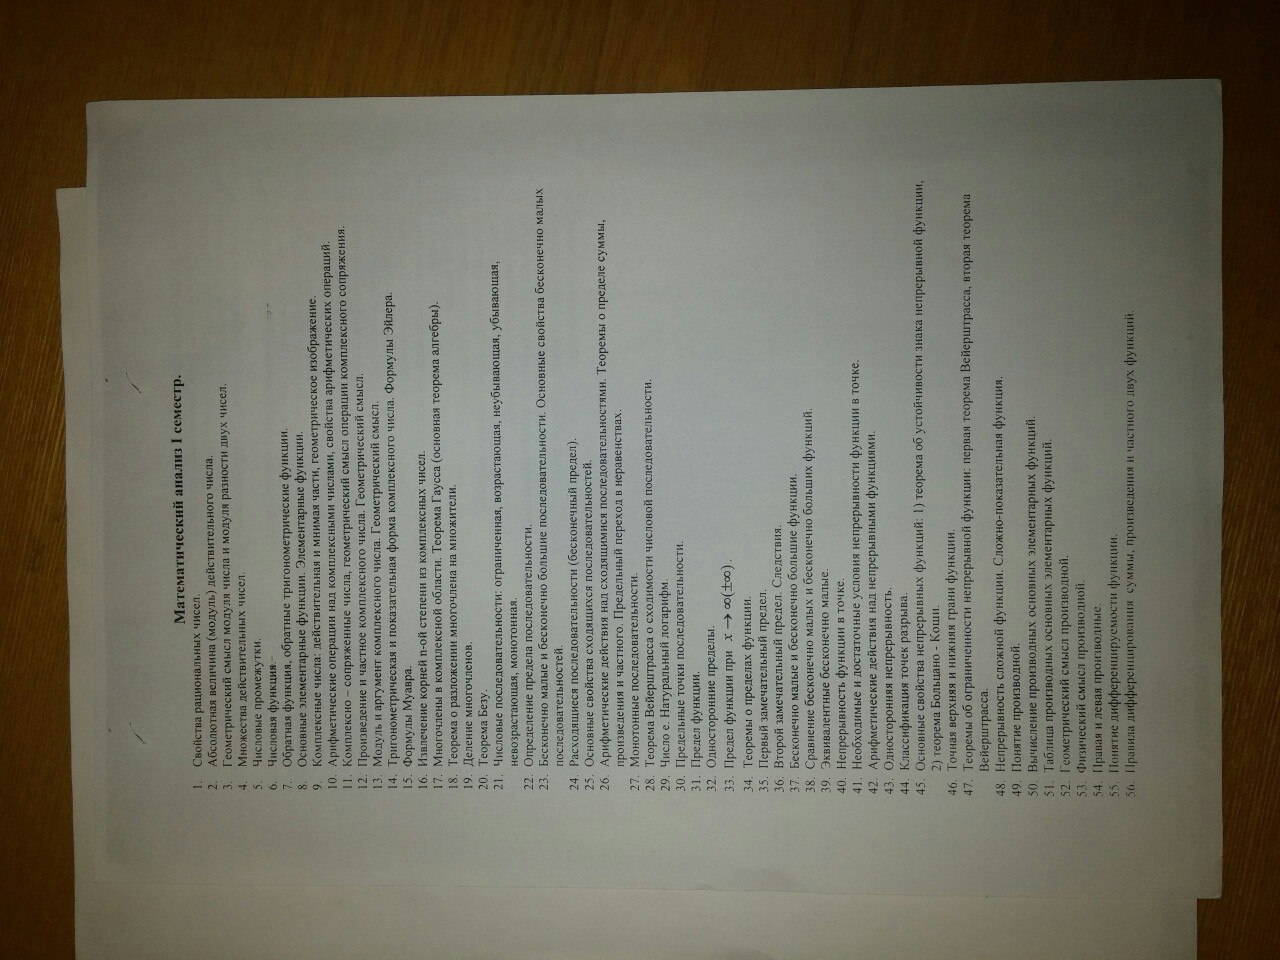 Математический анализ I семестр.
1. Свойства рациональных чисел.
2. Абсолютная величина (модуль) действительного числа.
3. Геометрический смысл модуля числа и модуля разности двух чисел.
4. Множества действительных чисел.
5. Числовые промежутки.
6. Числовая функция.
7. Обратная функция, обратные тригонометрические функции.
8. Основные элементарные функции. Элементарные функции.
9. Комплексные числа: действительная и мнимая части, геометрическое изображение.
10. Арифметические операции над комплексными числами, свойства арифметических операций.
11. Комплексно – сопряженные числа, геометрический смысл операции комплексного сопряжения.
12. Произведение и частное комплексного числа. Геометрический смысл.
13. Модуль и аргумент комплексного числа. Геометрический смысл.
14. Тригонометрическая и показательная форма комплексного числа. Формулы Эйлера.
15. Формулы Муавра.
16. Извлечение корней n-ой степени из комплексных чисел.
17. Многочлены в комплексной области. Теорема Гаусса (основная теорема алгебры).
18. Теорема о разложении многочлена на множители.
19. Деление многочленов.
20. Теорема Безу.
21. Числовые последовательности: ограниченная, возрастающая, неубывающая, убывающая,
невозрастающая, монотонная.
22. Определение предела последовательности.
23. Бесконечно малые и бесконечно большие последовательности. Основные свойства бесконечно малых
последовательностей.
24. Расходящиеся последовательности (бесконечный предел).
25. Основные свойства сходящихся последовательностей.
26. Арифметические действия над сходящимися последовательностями. Теоремы о пределе суммы,
произведения и частного. Предельный переход в неравенствах.
27. Монотонные последовательности.
28. Теорема Вейерштрасса о сходимости числовой последовательности.
29. Число е. Натуральный логарифм.
30. Предельные точки последовательности.
31. Предел функции.
32. Односторонние пределы.
33. Предел функции при x → ∞(±∞) .
34. Теоремы о пределах функции.
35. Первый замечательный предел.
36. Второй замечательный предел. Следствия.
37. Бесконечно малые и бесконечно большие функции.
38. Сравнение бесконечно малых и бесконечно больших функций.
39. Эквивалентные бесконечно малые.
40. Непрерывность функции в точке.
41. Необходимые и достаточные условия непрерывности функции в точке.
42. Арифметические действия над непрерывными функциями.
43. Односторонняя непрерывность.
44. Классификация точек разрыва.
45. Основные свойства непрерывных функций: 1) теорема об устойчивости знака непрерывной функции,
2) теорема Больцано - Коши.
46. Точная верхняя и нижняя грани функции.
47. Теоремы об ограниченности непрерывной функции: первая теорема Вейерштрасса, вторая теорема
Вейерштрасса.
48. Непрерывность сложной функции. Сложно-показательная функция.
49. Понятие производной.
50. Вычисление производных основных элементарных функций.
51. Таблица производных основных элементарных функций.
52. Геометрический смысл производной.
53. Физический смысл производной.
54. Правая и левая производные.
55. Понятие дифференцируемости функции.
56. Правила дифференцирования суммы, произведения и частного двух функций.